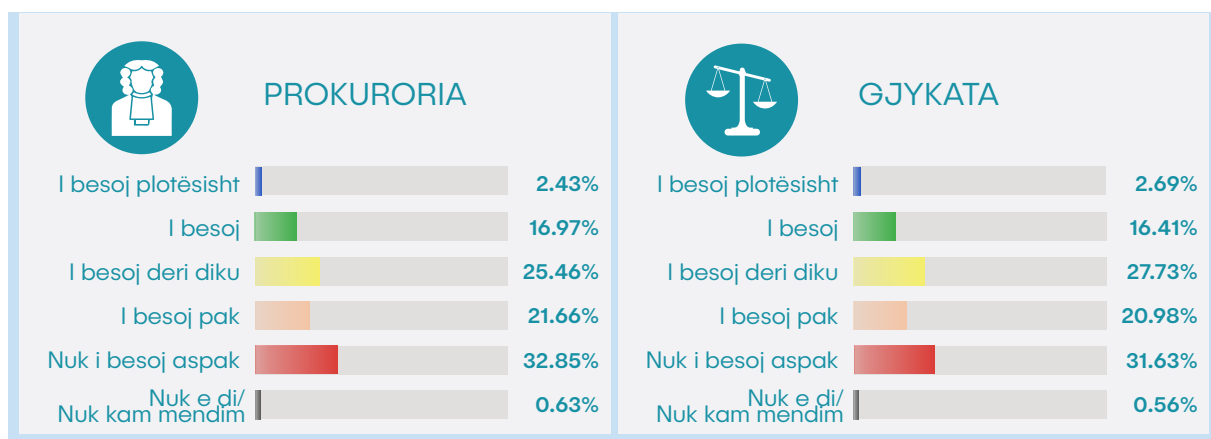 PROKURORIA
I besoj plotësisht 2.43%
I besoj 16.97%
I besoj deri diku 25.46%
I besoj pak 21.66%
Nuk i besoj aspak 32.85%
Nuk e di/
Nuk kam mendim 0.63%
GJYKATA
I besoj plotësisht 2.69%
I besoj 16.41%
I besoj deri diku 27.73%
I besoj pak 20.98%
Nuk i besoj aspak 31.63%
Nuk e di/
Nuk kam mendim 0.56%